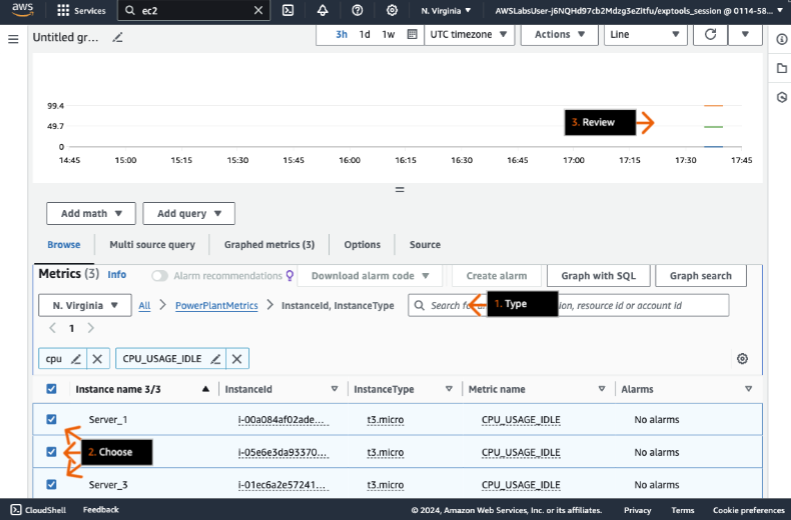 aws Services ec2 N. Virginia AWSLabsUser-j6NQHd97cb2Mdzg3eZitfu/exptools_session @ 0114-58...
Untitled gr... 3h 1d 1w UTC timezone Actions Line
99.4
49.7
0
3. Review
14:45 15:00 15:15 15:30 15:45 16:00 16:15 16:30 16:45 17:00 17:15 17:30 17:45
Add math Add query
Browse Multi source query Graphed metrics (3) Options Source
Metrics (3) Info Alarm recommendations Download alarm code Create alarm Graph with SQL Graph search
N. Virginia All PowerPlantMetrics InstanceId, InstanceType Search f 1. Type ion, resource id or account id
1
cpu CPU_USAGE_IDLE
Instance name 3/3 InstanceId InstanceType Metric name Alarms
Server_1 i-00a084af02ade... t3.micro CPU_USAGE_IDLE No alarms
2. Choose i-05e6e3da93370... t3.micro CPU_USAGE_IDLE No alarms
Server_3 i-01ec6a2e57241... t3.micro CPU_USAGE_IDLE No alarms
CloudShell Feedback © 2024, Amazon Web Services, Inc. or its affiliates. Privacy Terms Cookie preferences